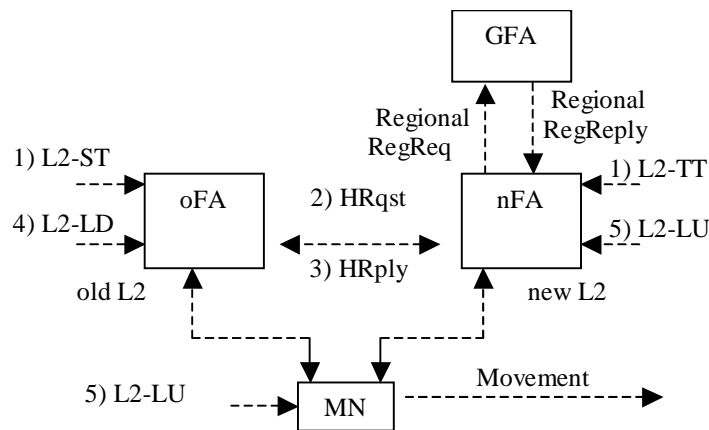 GFA
Regional
RegReq
Regional
RegReply
1) L2-ST
oFA
4) L2-LD
2) HRqst
3) HRply
nFA
1) L2-TT
5) L2-LU
old L2
new L2
5) L2-LU
MN
Movement